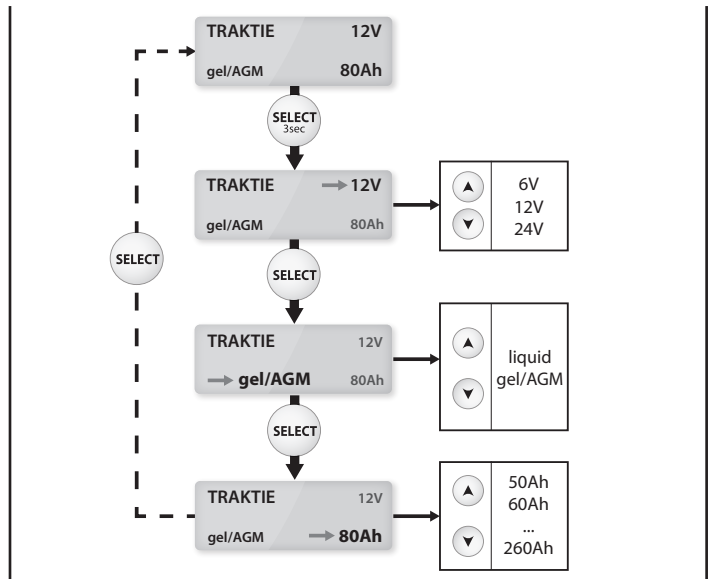 TRAKTIE 12V
gel/AGM 80Ah
SELECT
3sec
TRAKTIE 12V
gel/AGM 80Ah
6V
12V
24V
SELECT
SELECT
TRAKTIE 12V
gel/AGM 80Ah
liquid
gel/AGM
SELECT
TRAKTIE 12V
gel/AGM 80Ah
50Ah
60Ah
...
260Ah